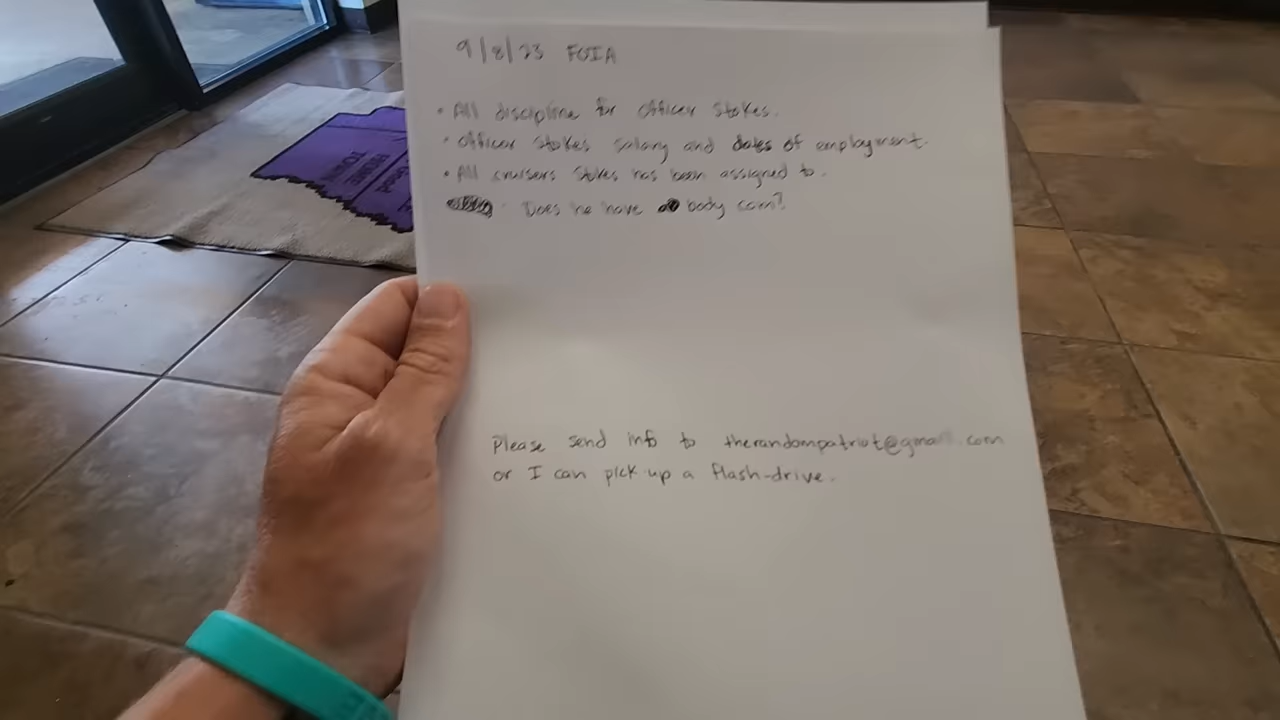 9/8/23 FOIA
• All discipline for Officer Stokes.
• Officer Stokes salary and dates of employment.
• All cruisers Stokes has been assigned to.
• Does he have body cam?
Please send info to therandompatriot@gmail.com
or I can pick up a flash-drive.